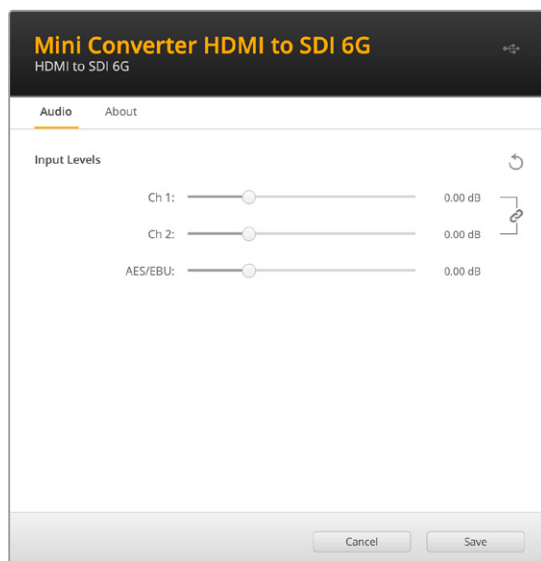 Mini Converter HDMI to SDI 6G
HDMI to SDI 6G
Audio About
Input Levels
Ch 1: 0.00 dB
Ch 2: 0.00 dB
AES/EBU: 0.00 dB
Cancel Save